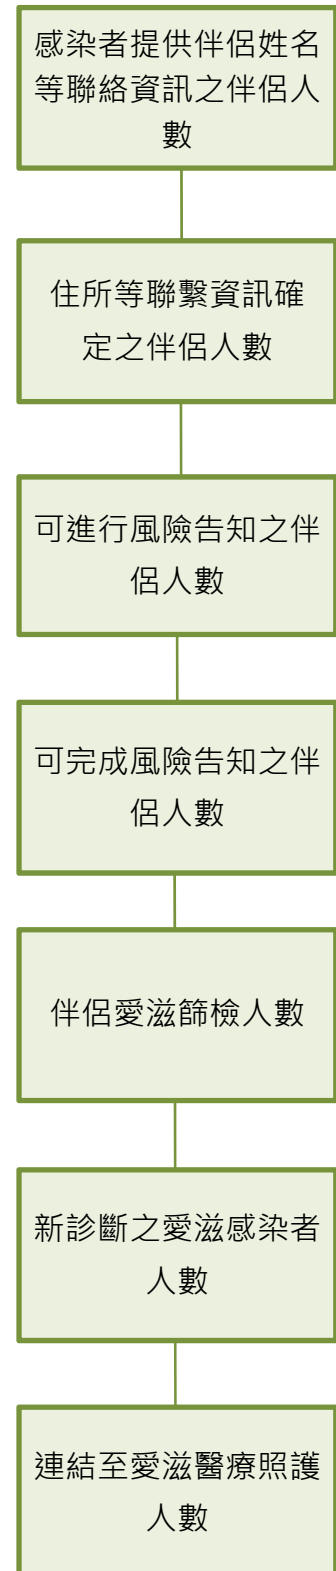 感染者提供伴侶姓名
等聯絡資訊之伴侶人
數
住所等聯繫資訊確
定之伴侶人數
可進行風險告知之伴
侶人數
可完成風險告知之伴
侶人數
伴侶愛滋篩檢人數
新診斷之愛滋感染者
人數
連結至愛滋醫療照護
人數